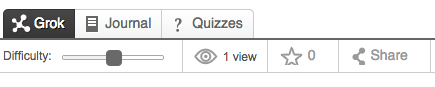 Grok Journal ? Quizzes
Difficulty: 1 view 0 Share